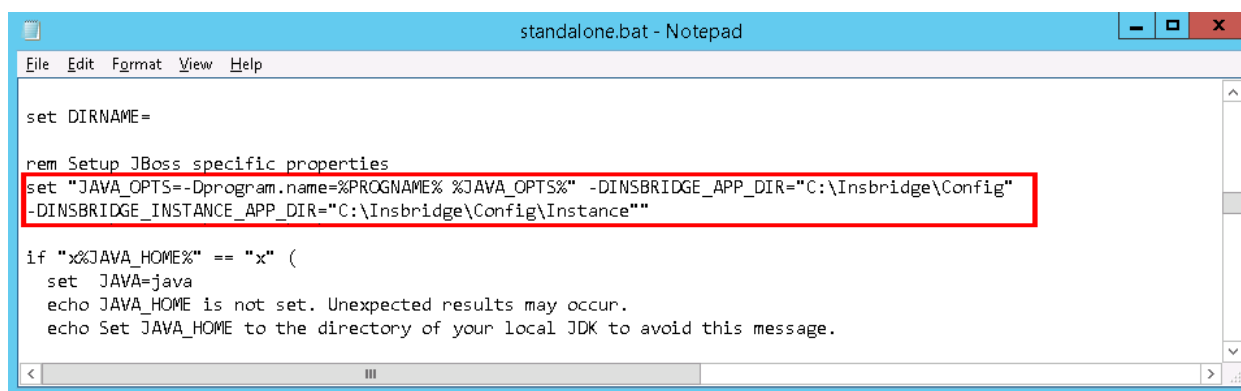 standalone.bat - Notepad
File Edit Format View Help
set DIRNAME=
rem Setup JBoss specific properties
set "JAVA_OPTS=-Dprogram.name=%PROGNAME% %JAVA_OPTS%" -DINSBRIDGE_APP_DIR="C:\Insbridge\Config"
-DINSBRIDGE_INSTANCE_APP_DIR="C:\Insbridge\Config\Instance""
if "x%JAVA_HOME%" == "x" (
set JAVA=java
echo JAVA_HOME is not set. Unexpected results may occur.
echo Set JAVA_HOME to the directory of your local JDK to avoid this message.